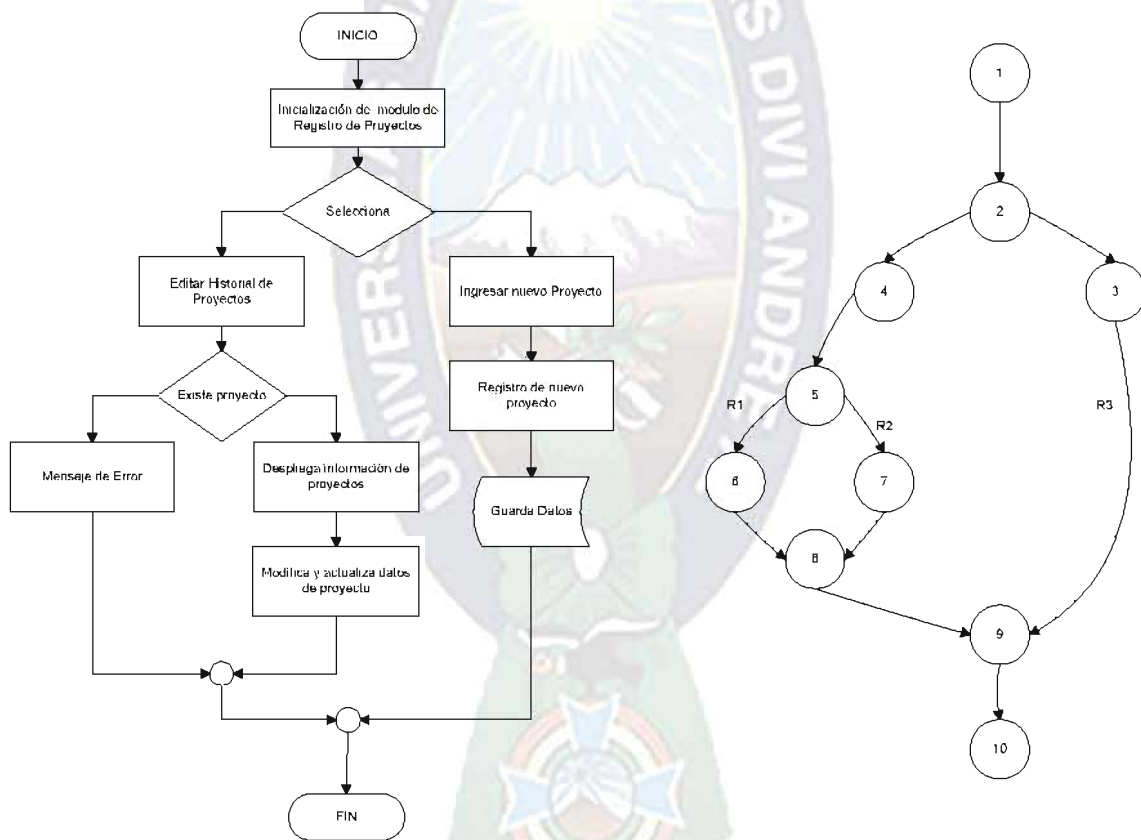 INICIO
Inicialización de modulo de
Registro de Proyectos
Selecciona
Editar Historial de
Proyectos
Ingresar nuevo Proyecto
Existe proyecto
Registro de nuevo
proyecto
Mensaje de Error
Despliega información de
proyectos
Guarda Datos
Modifica y actualiza datos
de proyecto
FIN
1
2
4
3
5
R1
R2
R3
6
7
8
9
10
DIVI ANDRE